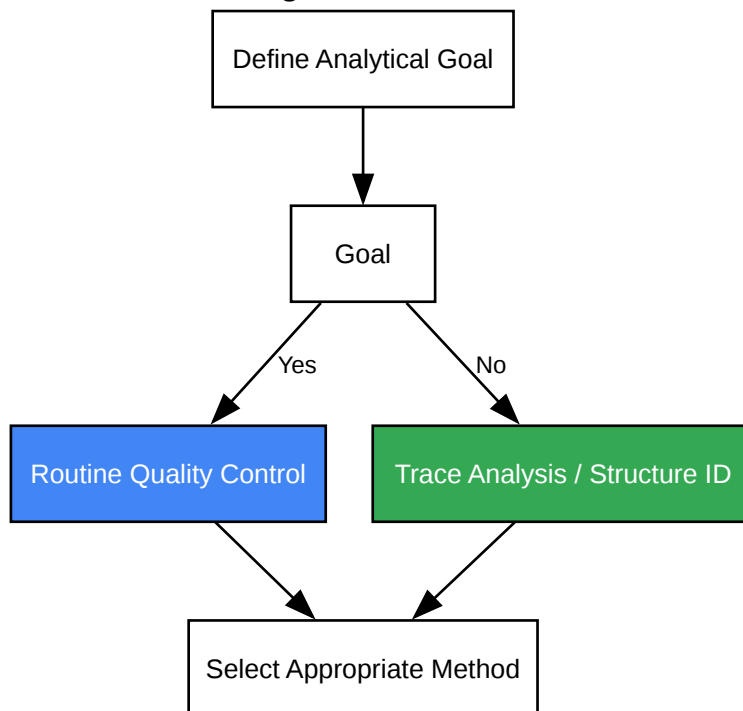 Define Analytical Goal
Goal
Yes
No
Routine Quality Control
Trace Analysis / Structure ID
Select Appropriate Method